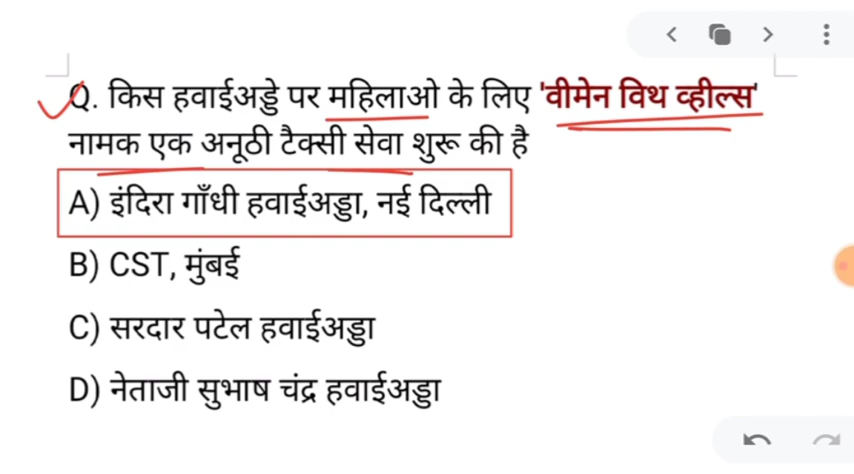 Q. किस हवाईअड्डे पर महिलाओ के लिए 'वीमेन विथ व्हील्स'
नामक एक अनूठी टैक्सी सेवा शुरू की है
A) इंदिरा गाँधी हवाईअड्डा, नई दिल्ली
B) CST, मुंबई
C) सरदार पटेल हवाईअड्डा
D) नेताजी सुभाष चंद्र हवाईअड्डा